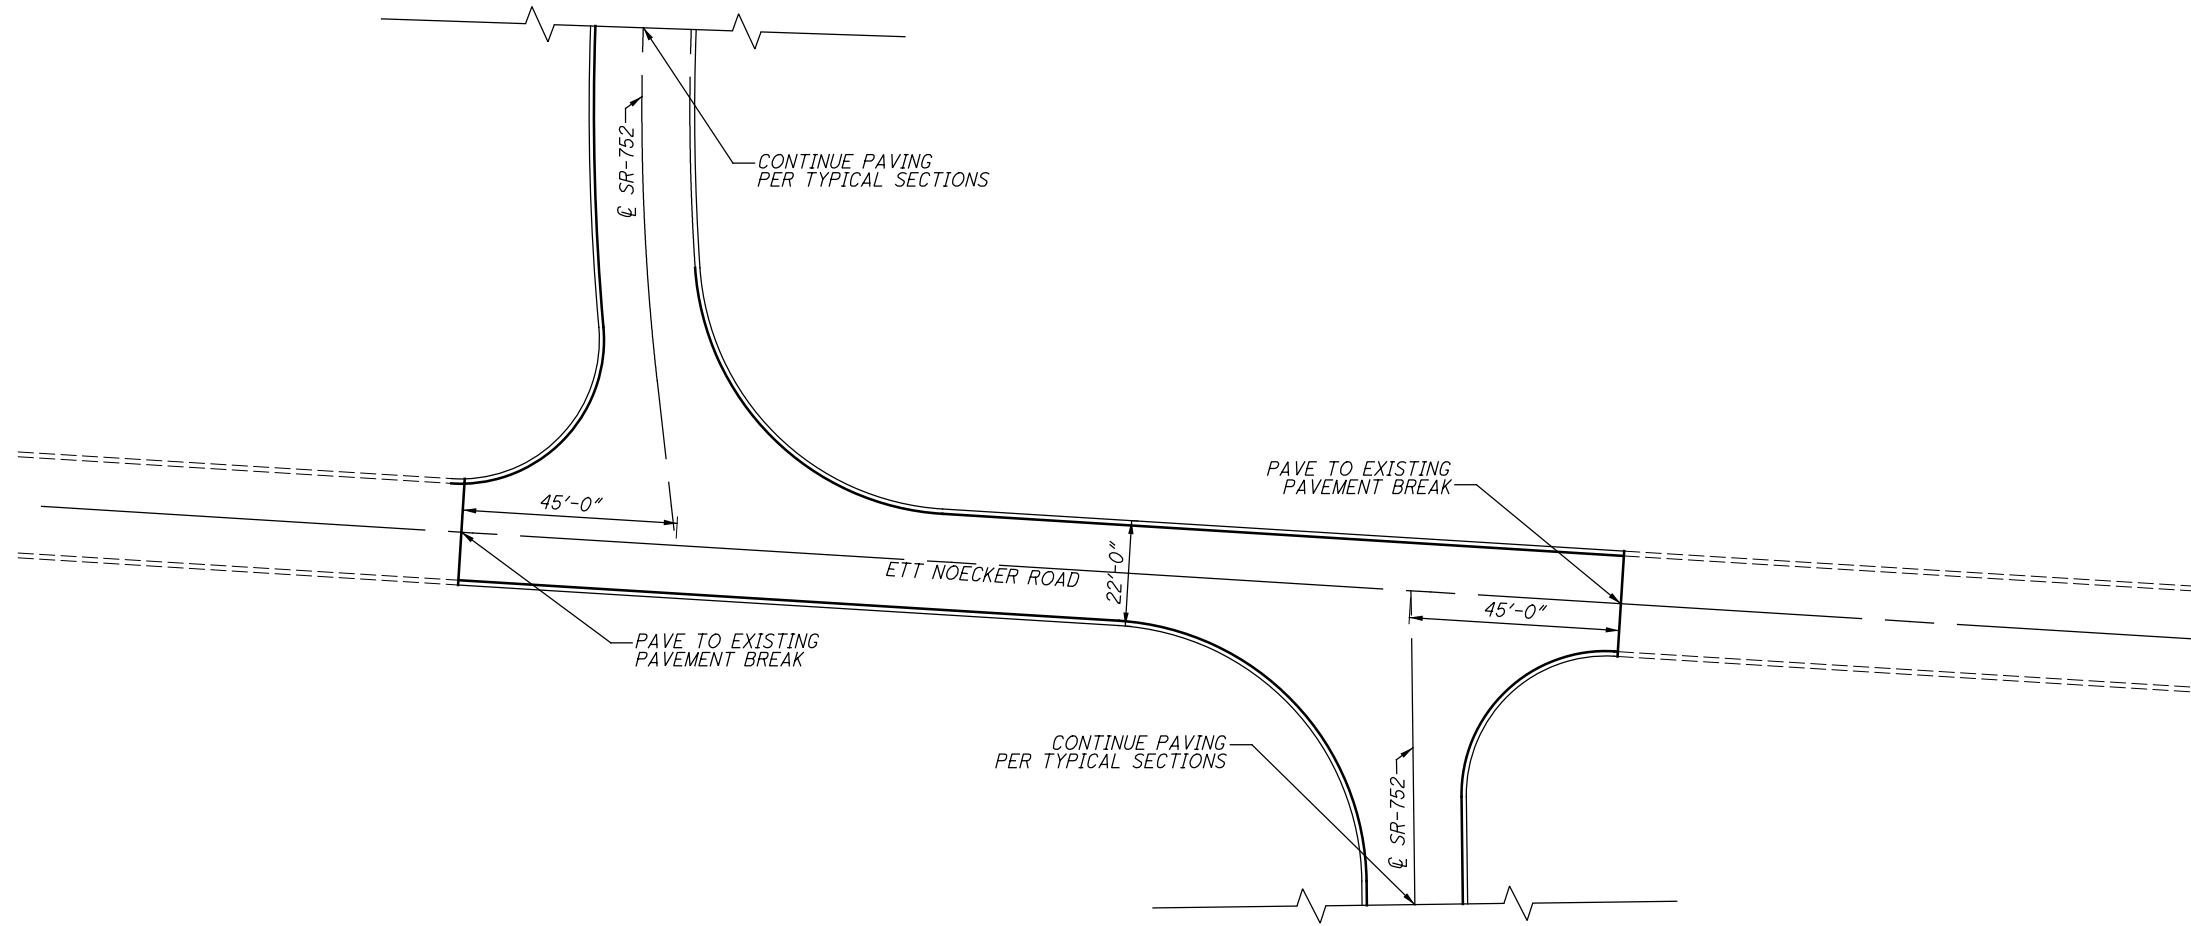 CONTINUE PAVING
PER TYPICAL SECTIONS
℄ SR-752
45'-0"
PAVE TO EXISTING
PAVEMENT BREAK
ETT NOECKER ROAD
22'-0"
45'-0"
PAVE TO EXISTING
PAVEMENT BREAK
CONTINUE PAVING
PER TYPICAL SECTIONS
℄ SR-752